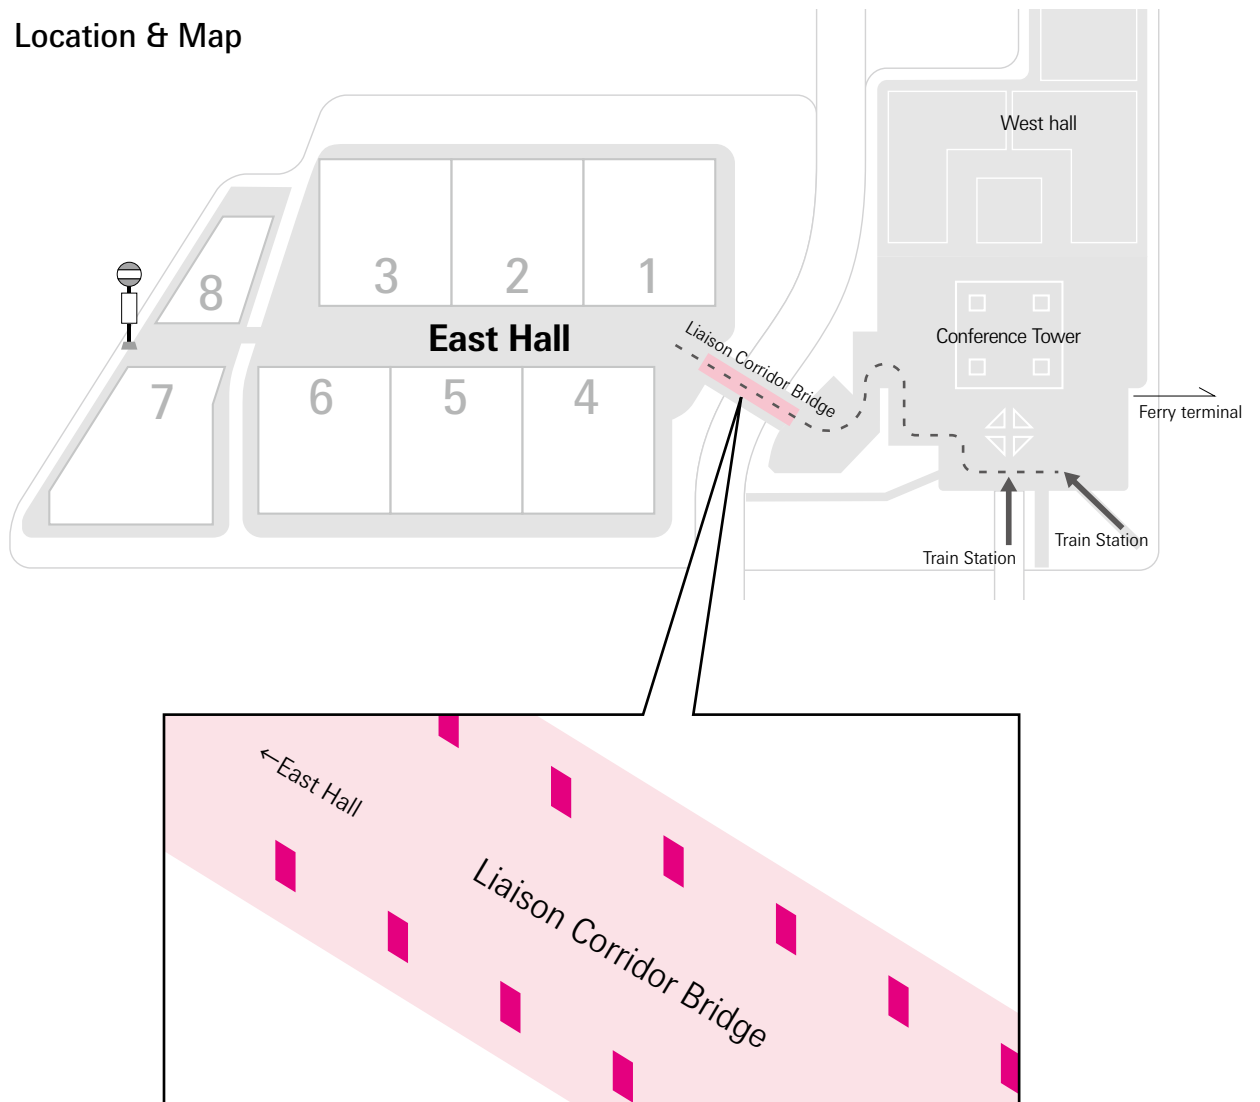 Location & Map
West hall
8
3
2
1
East Hall
Liaison Corridor Bridge
Conference Tower
7
6
5
4
Ferry terminal
Train Station
Train Station
←East Hall
Liaison Corridor Bridge